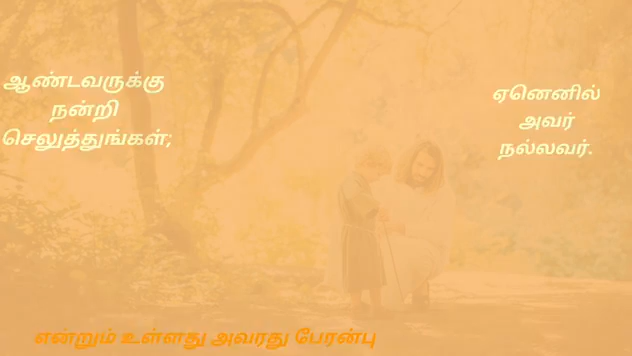 ஆண்டவருக்கு
நன்றி
செலுத்துங்கள்;
ஏனெனில்
அவர்
நல்லவர்.
என்றும் உள்ளது அவரது பேரன்பு